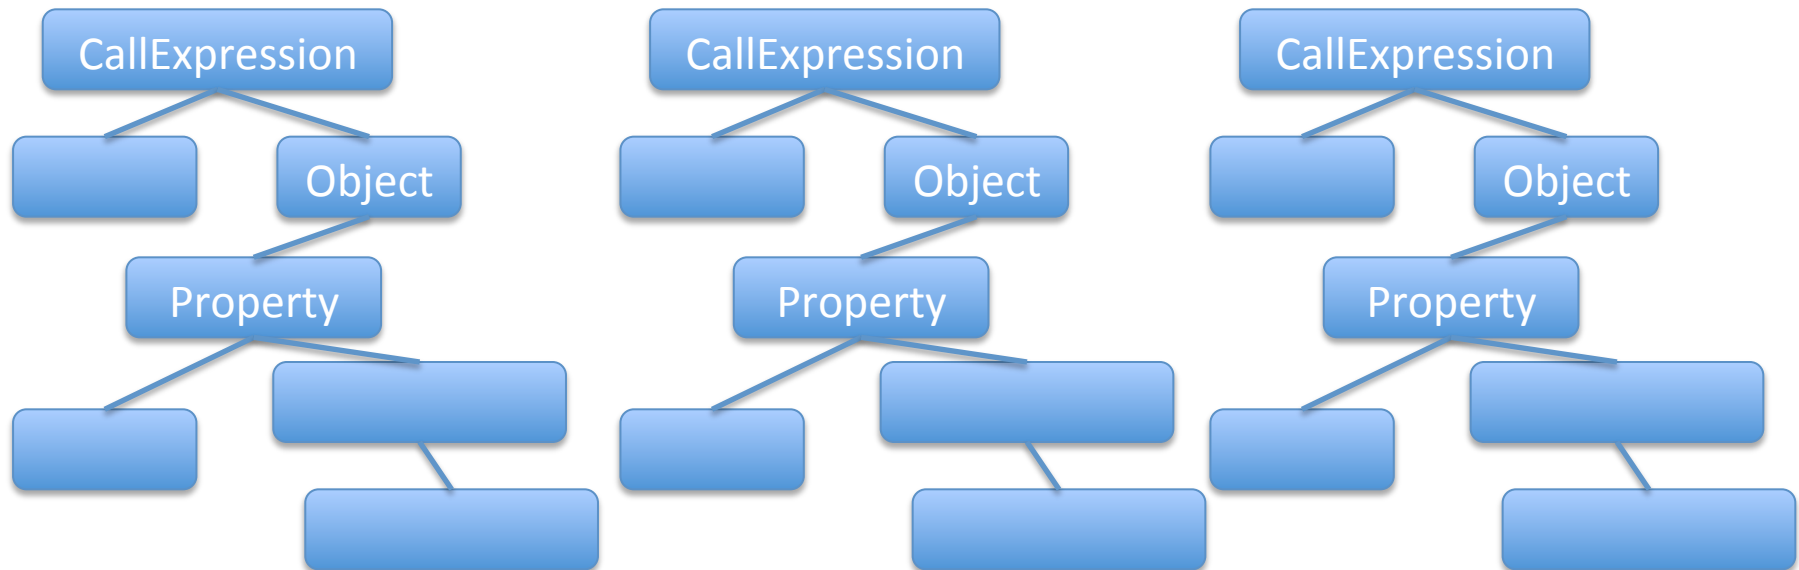 CallExpression
CallExpression
CallExpression
Object
Object
Object
Property
Property
Property